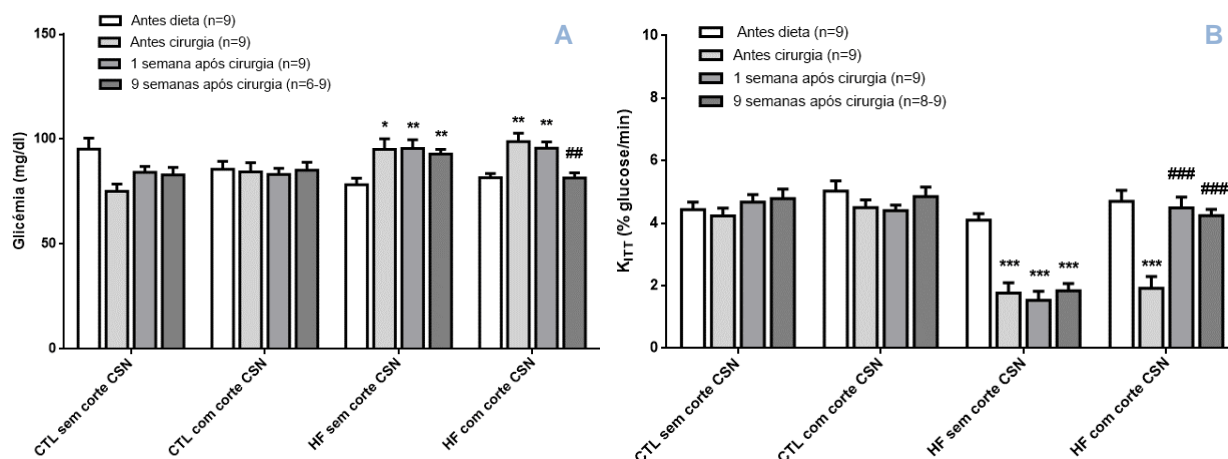 Antes dieta (n=9)
Antes cirurgia (n=9)
1 semana após cirurgia (n=9)
9 semanas após cirurgia (n=6-9)
A
150
100
50
0
Glicémia (mg/dl)
* ** **
** ** ##
CTL sem corte CSN
CTL com corte CSN
HF sem corte CSN
HF com corte CSN
Antes dieta (n=9)
Antes cirurgia (n=9)
1 semana após cirurgia (n=9)
9 semanas após cirurgia (n=8-9)
B
10
8
6
4
2
0
KITT (% glucose/min)
*** *** ***
*** ### ###
CTL sem corte CSN
CTL com corte CSN
HF sem corte CSN
HF com corte CSN